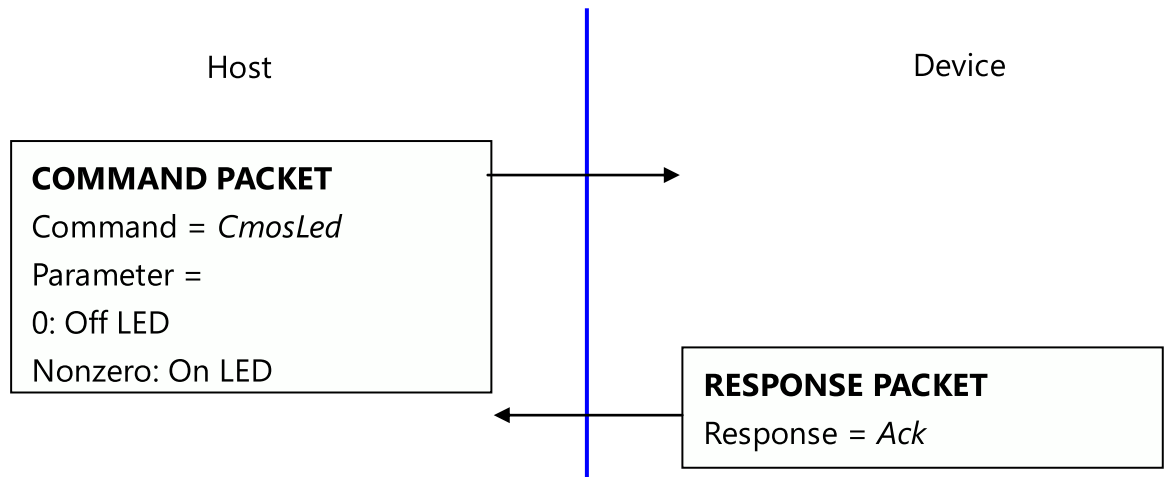 Host
Device
COMMAND PACKET
Command = CmosLed
Parameter =
0: Off LED
Nonzero: On LED
RESPONSE PACKET
Response = Ack